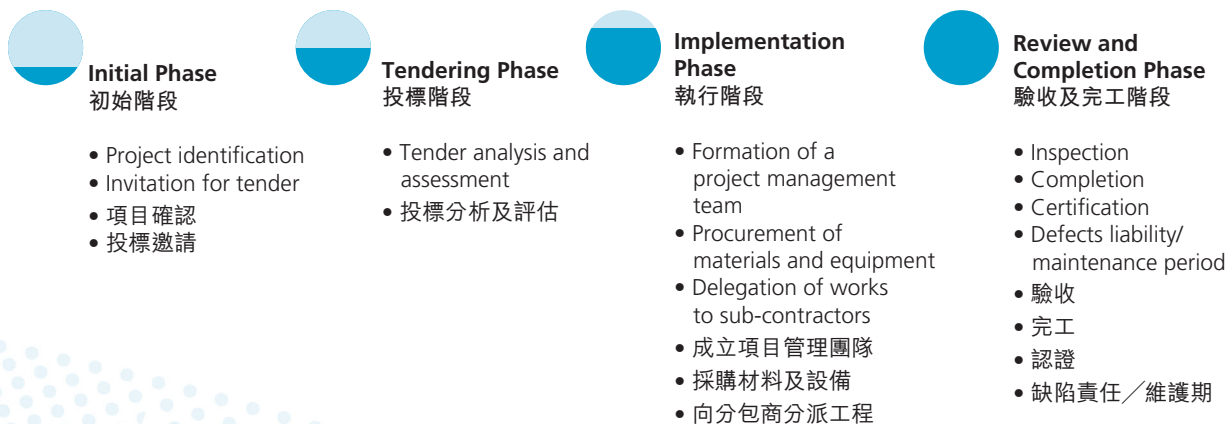 Initial Phase
初始階段
• Project identification
• Invitation for tender
• 項目確認
• 投標邀請
Tendering Phase
投標階段
• Tender analysis and
assessment
• 投標分析及評估
Implementation
Phase
執行階段
• Formation of a
project management
team
• Procurement of
materials and equipment
• Delegation of works
to sub-contractors
• 成立項目管理團隊
• 採購材料及設備
• 向分包商分派工程
Review and
Completion Phase
驗收及完工階段
• Inspection
• Completion
• Certification
• Defects liability/
maintenance period
• 驗收
• 完工
• 認證
• 缺陷責任／維護期